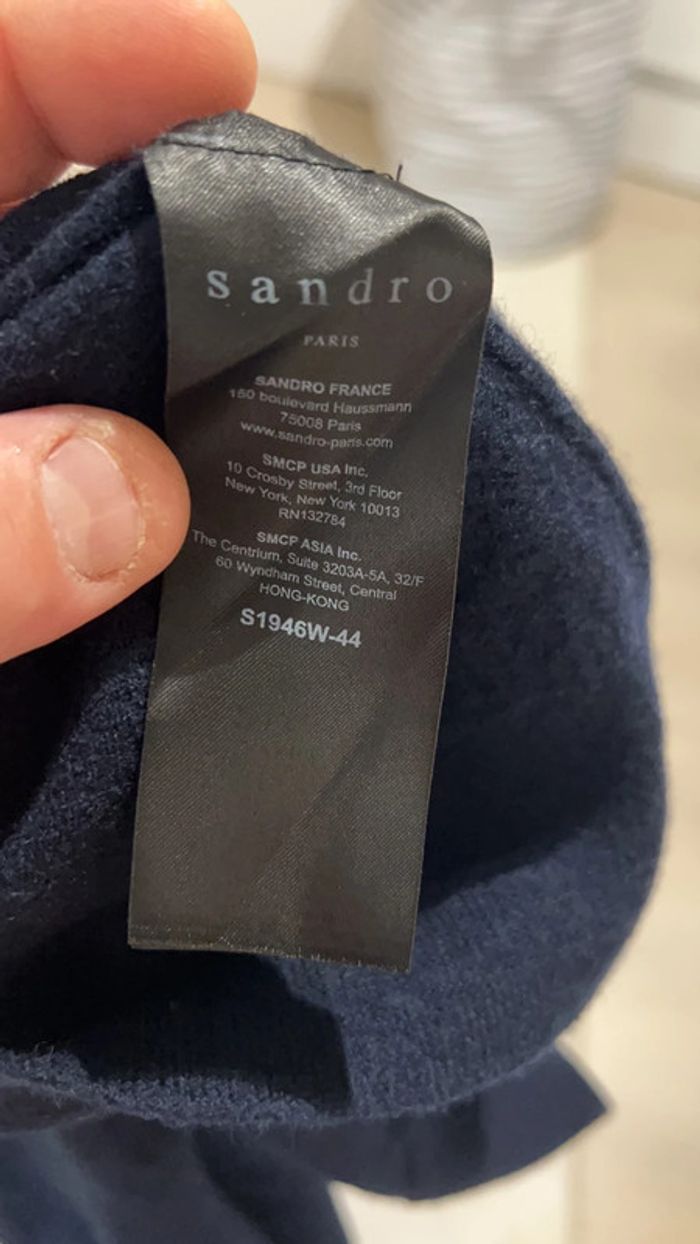 sandro
PARIS
SANDRO FRANCE
150 boulevard Haussmann
75008 Paris
www.sandro-paris.com
SMCP USA Inc.
10 Crosby Street, 3rd Floor
New York, New York 10013
RN132784
SMCP ASIA Inc.
The Centrium, Suite 3203A-5A, 32/F
60 Wyndham Street, Central
HONG-KONG
S1946W-44